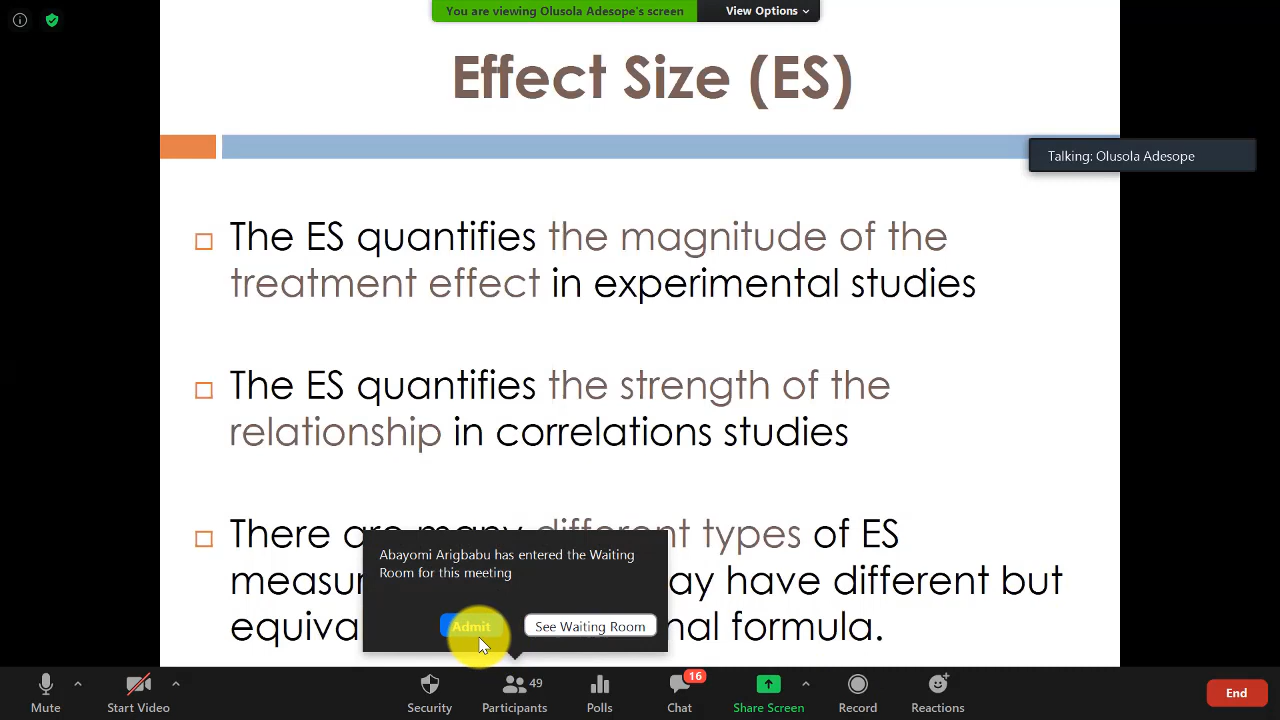 You are viewing Olusola Adesope's screen
View Options
Effect Size (ES)
Talking: Olusola Adesope
The ES quantifies the magnitude of the
treatment effect in experimental studies
The ES quantifies the strength of the
relationship in correlations studies
There are many different types of ES
Abayomi Arigbabu has entered the Waiting
Room for this meeting
have different but
formula.
Admit
See Waiting Room
49
16
Mute
Start Video
Security
Participants
Polls
Chat
Share Screen
Record
Reactions
End